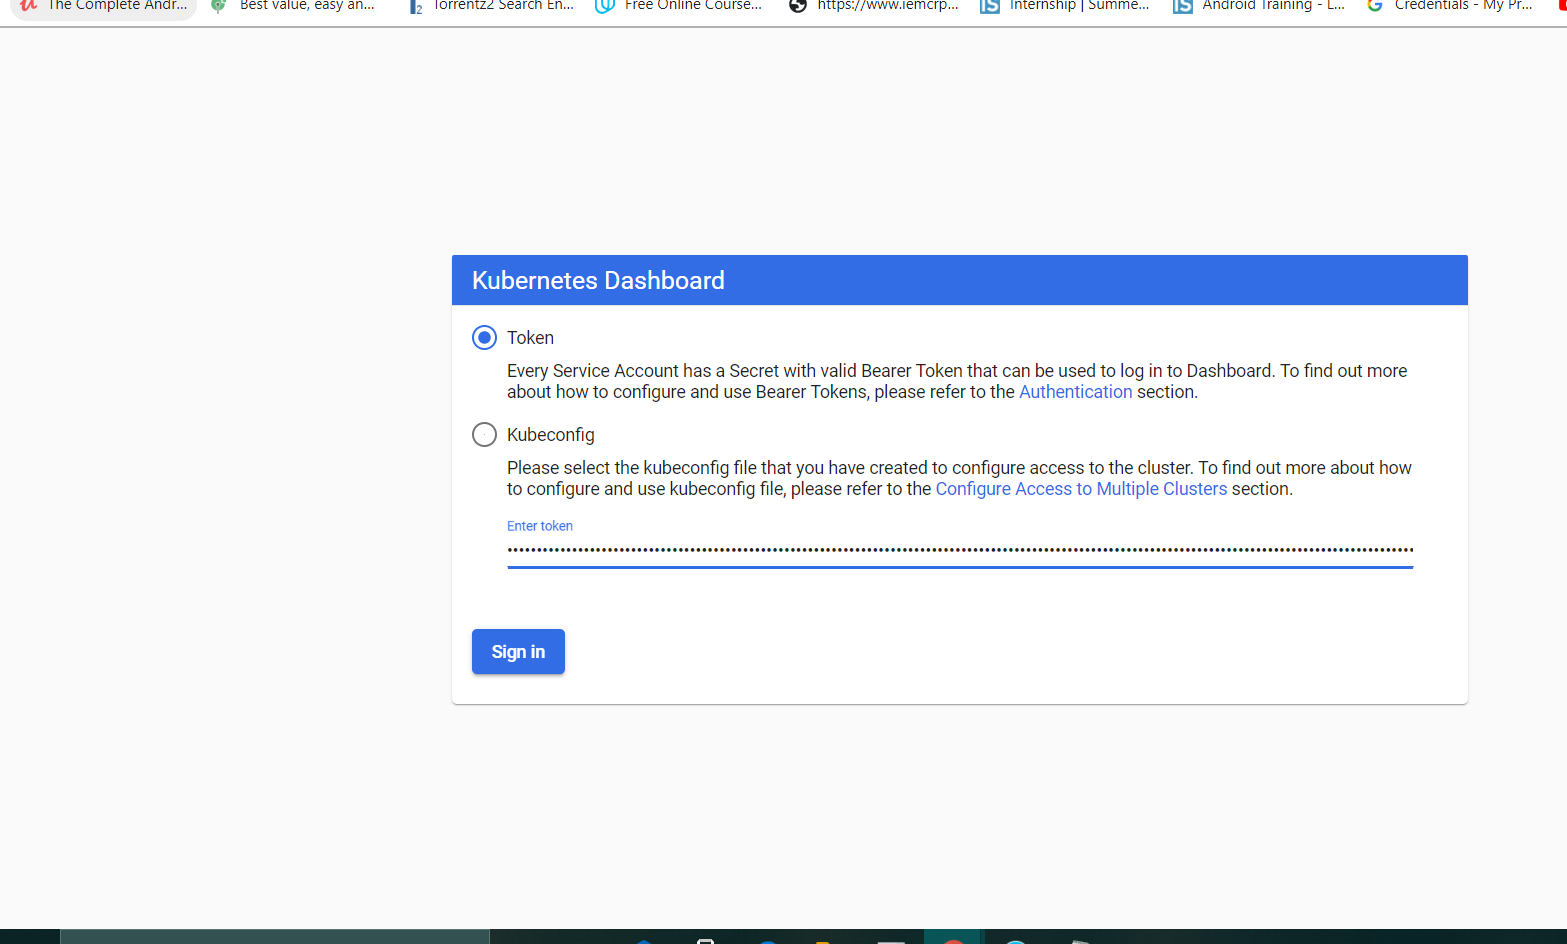 The Complete Andr...
Best value, easy an...
Torrentz2 Search En...
Free Online Course...
https://www.iemcrp...
Internship | Summe...
Android Training - L...
Credentials - My Pr...
Kubernetes Dashboard
Token
Every Service Account has a Secret with valid Bearer Token that can be used to log in to Dashboard. To find out more
about how to configure and use Bearer Tokens, please refer to the Authentication section.
Kubeconfig
Please select the kubeconfig file that you have created to configure access to the cluster. To find out more about how
to configure and use kubeconfig file, please refer to the Configure Access to Multiple Clusters section.
Enter token
Sign in